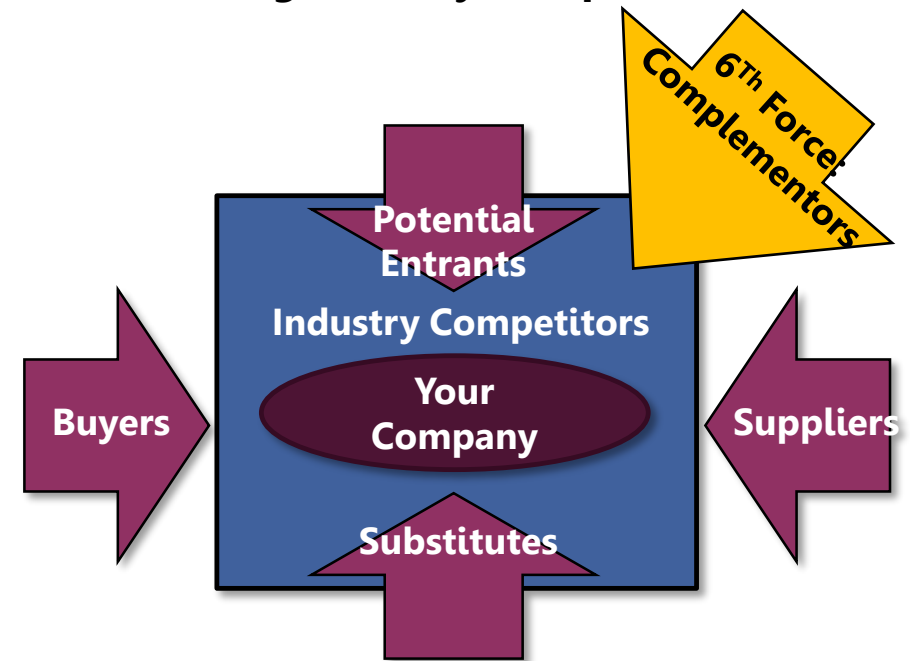 6Th Force:
Complementors
Potential
Entrants
Industry Competitors
Your
Company
Buyers
Suppliers
Substitutes